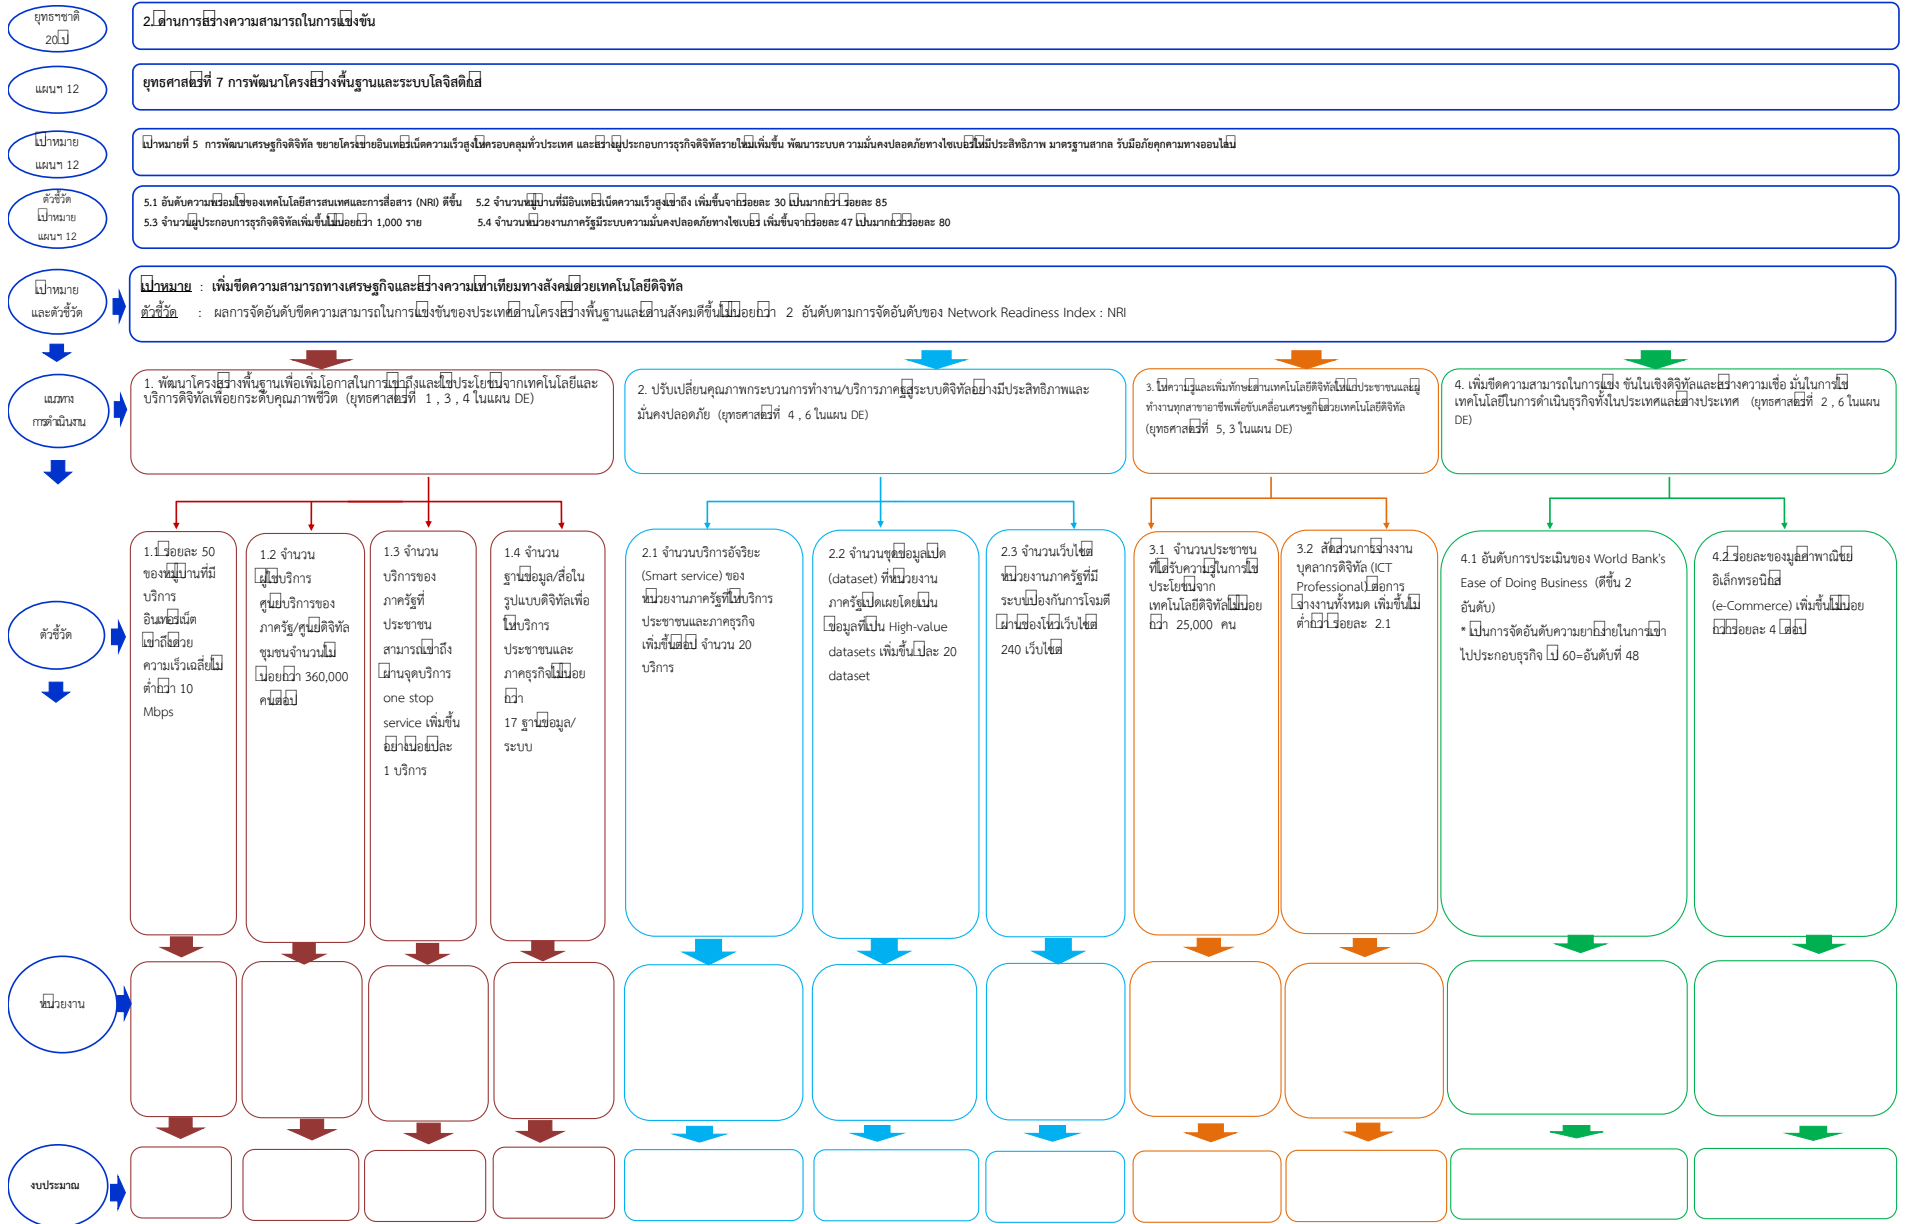 ยุทธฯชาติ
20 ปี
2. ด้านการสร้างความสามารถในการแข่งขัน
แผนฯ 12
ยุทธศาสตร์ที่ 7 การพัฒนาโครงสร้างพื้นฐานและระบบโลจิสติกส์
เป้าหมาย
แผนฯ 12
เป้าหมายที่ 5 การพัฒนาเศรษฐกิจดิจิทัล ขยายโครงข่ายอินเทอร์เน็ตความเร็วสูงให้ครอบคลุมทั่วประเทศ และสร้างผู้ประกอบการธุรกิจดิจิทัลรายใหม่เพิ่มขึ้น พัฒนาระบบความมั่นคงปลอดภัยทางไซเบอร์ให้มีประสิทธิภาพ มาตรฐานสากล รับมือภัยคุกคามทางออนไลน์
ตัวชี้วัด
เป้าหมาย
แผนฯ 12
5.1 อันดับความพร้อมใช้ของเทคโนโลยีสารสนเทศและการสื่อสาร (NRI) ดีขึ้น 5.2 จำนวนหมู่บ้านที่มีอินเทอร์เน็ตความเร็วสูงเข้าถึง เพิ่มขึ้นจากร้อยละ 30 เป็นมากกว่า ร้อยละ 85
5.3 จำนวนผู้ประกอบการธุรกิจดิจิทัลเพิ่มขึ้นไม่น้อยกว่า 1,000 ราย 5.4 จำนวนหน่วยงานภาครัฐมีระบบความมั่นคงปลอดภัยทางไซเบอร์ เพิ่มขึ้นจากร้อยละ 47 เป็นมากกว่าร้อยละ 80
เป้าหมาย
และตัวชี้วัด
เป้าหมาย : เพิ่มขีดความสามารถทางเศรษฐกิจและสร้างความเท่าเทียมทางสังคมด้วยเทคโนโลยีดิจิทัล
ตัวชี้วัด : ผลการจัดอันดับขีดความสามารถในการแข่งขันของประเทศด้านโครงสร้างพื้นฐานและด้านสังคมดีขึ้นไม่น้อยกว่า 2 อันดับตามการจัดอันดับของ Network Readiness Index : NRI
แนวทาง
การดำเนินงาน
1. พัฒนาโครงสร้างพื้นฐานเพื่อเพิ่มโอกาสในการเข้าถึงและใช้ประโยชน์จากเทคโนโลยีและ
บริการดิจิทัลเพื่อยกระดับคุณภาพชีวิต (ยุทธศาสตร์ที่ 1 , 3 , 4 ในแผน DE)
2. ปรับเปลี่ยนคุณภาพกระบวนการทำงาน/บริการภาครัฐสู่ระบบดิจิทัลอย่างมีประสิทธิภาพและ
มั่นคงปลอดภัย (ยุทธศาสตร์ที่ 4 , 6 ในแผน DE)
3. ให้ความรู้และเพิ่มทักษะด้านเทคโนโลยีดิจิทัลให้แก่ประชาชนและผู้
ทำงานทุกสาขาอาชีพเพื่อขับเคลื่อนเศรษฐกิจด้วยเทคโนโลยีดิจิทัล
(ยุทธศาสตร์ที่ 5, 3 ในแผน DE)
4. เพิ่มขีดความสามารถในการแข่ง ขันในเชิงดิจิทัลและสร้างความเชื่อ มั่นในการใช้
เทคโนโลยีในการดำเนินธุรกิจทั้งในประเทศและต่างประเทศ (ยุทธศาสตร์ที่ 2 , 6 ในแผน
DE)
ตัวชี้วัด
1.1 ร้อยละ 50
ของหมู่บ้านที่มี
บริการ
อินเทอร์เน็ต
เข้าถึงด้วย
ความเร็วเฉลี่ยไม่
ต่ำกว่า 10
Mbps
1.2 จำนวน
ผู้ใช้บริการ
ศูนย์บริการของ
ภาครัฐ/ศูนย์ดิจิทัล
ชุมชนจำนวนไม่
น้อยกว่า 360,000
คนต่อปี
1.3 จำนวน
บริการของ
ภาครัฐที่
ประชาชน
สามารถเข้าถึง
ผ่านจุดบริการ
one stop
service เพิ่มขึ้น
อย่างน้อยปีละ
1 บริการ
1.4 จำนวน
ฐานข้อมูล/สื่อใน
รูปแบบดิจิทัลเพื่อ
ให้บริการ
ประชาชนและ
ภาคธุรกิจไม่น้อย
กว่า
17 ฐานข้อมูล/
ระบบ
2.1 จำนวนบริการอัจริยะ
(Smart service) ของ
หน่วยงานภาครัฐที่ให้บริการ
ประชาชนและภาคธุรกิจ
เพิ่มขึ้นต่อปี จำนวน 20
บริการ
2.2 จำนวนชุดข้อมูลเปิด
(dataset) ที่หน่วยงาน
ภาครัฐเปิดเผยโดยเน้น
ข้อมูลที่เป็น High-value
datasets เพิ่มขึ้น ปีละ 20
dataset
2.3 จำนวนเว็บไซต์
หน่วยงานภาครัฐที่มี
ระบบป้องกันการโจมตี
ผ่านช่องโหว่เว็บไซต์
240 เว็บไซต์
3.1 จำนวนประชาชน
ที่ได้รับความรู้ในการใช้
ประโยชน์จาก
เทคโนโลยีดิจิทัลไม่น้อย
กว่า 25,000 คน
3.2 สัดส่วนการจ้างงาน
บุคลากรดิจิทัล (ICT
Professional) ต่อการ
จ้างงานทั้งหมด เพิ่มขึ้นไม่
ต่ำกว่า ร้อยละ 2.1
4.1 อันดับการประเมินของ World Bank's
Ease of Doing Business (ดีขึ้น 2
อันดับ)
* เป็นการจัดอันดับความยากง่ายในการเข้า
ไปประกอบธุรกิจ ปี 60=อันดับที่ 48
4.2 ร้อยละของมูลค่าพาณิชย์
อิเล็กทรอนิกส์
(e-Commerce) เพิ่มขึ้นไม่น้อย
กว่าร้อยละ 4 ต่อปี
หน่วยงาน
งบประมาณ